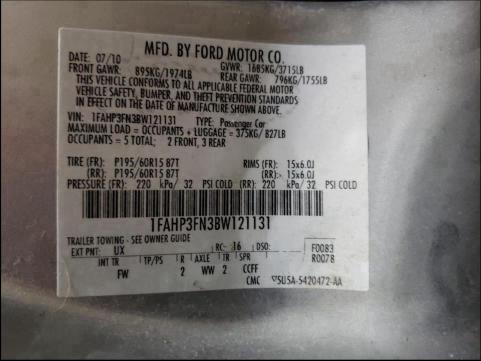 MFD. BY FORD MOTOR CO.
DATE: 07/10 GVWR: 1685KG/3715LB
FRONT GAWR: 895KG/1974LB REAR GAWR: 796KG/1755LB
THIS VEHICLE CONFORMS TO ALL APPLICABLE FEDERAL MOTOR
VEHICLE SAFETY, BUMPER, AND THEFT PREVENTION STANDARDS
IN EFFECT ON THE DATE OF MANUFACTURE SHOWN ABOVE.
VIN: 1FAHP3FN3BW121131 TYPE: Passenger Car
MAXIMUM LOAD = OCCUPANTS + LUGGAGE = 375KG/ 827LB
OCCUPANTS = 5 TOTAL; 2 FRONT, 3 REAR
TIRE (FR): P195/60R15 87T RIMS (FR): 15x6.0J
(RR): P195/60R15 87T (RR): 15x6.0J
PRESSURE (FR): 220 kPa/ 32 PSI COLD (RR): 220 kPa/ 32 PSI COLD
1FAHP3FN3BW121131
TRAILER TOWING - SEE OWNER GUIDE
EXT PNT: UX RC: 16 DSO: F0083
INT TR TP/PS R AXLE TR SPR R0078
FW 2 WW 2 CCFF
CMC 5U5A-5420472-AA